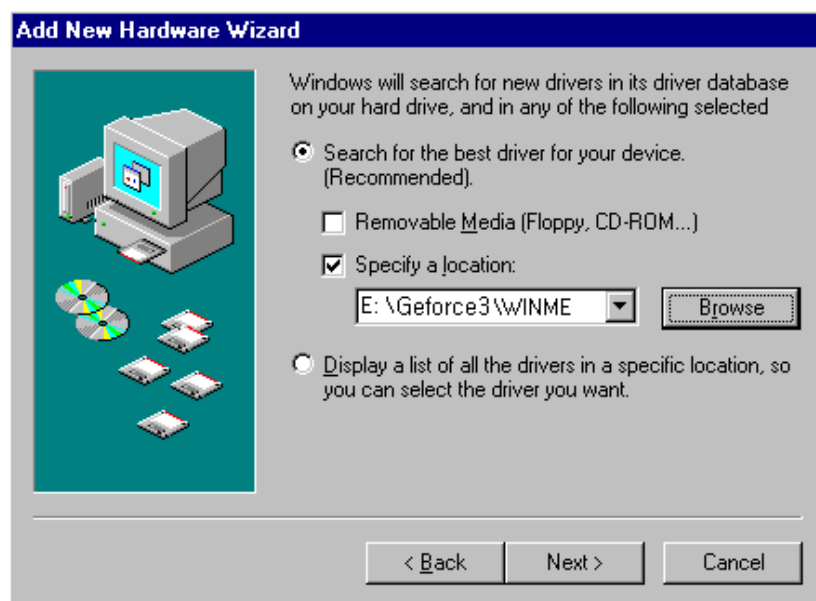 Add New Hardware Wizard
Windows will search for new drivers in its driver database
on your hard drive, and in any of the following selected
Search for the best driver for your device.
(Recommended).
Removable Media (Floppy, CD-ROM...)
Specify a location:
E: \Geforce3\WINME
Browse
Display a list of all the drivers in a specific location, so
you can select the driver you want.
< Back
Next >
Cancel